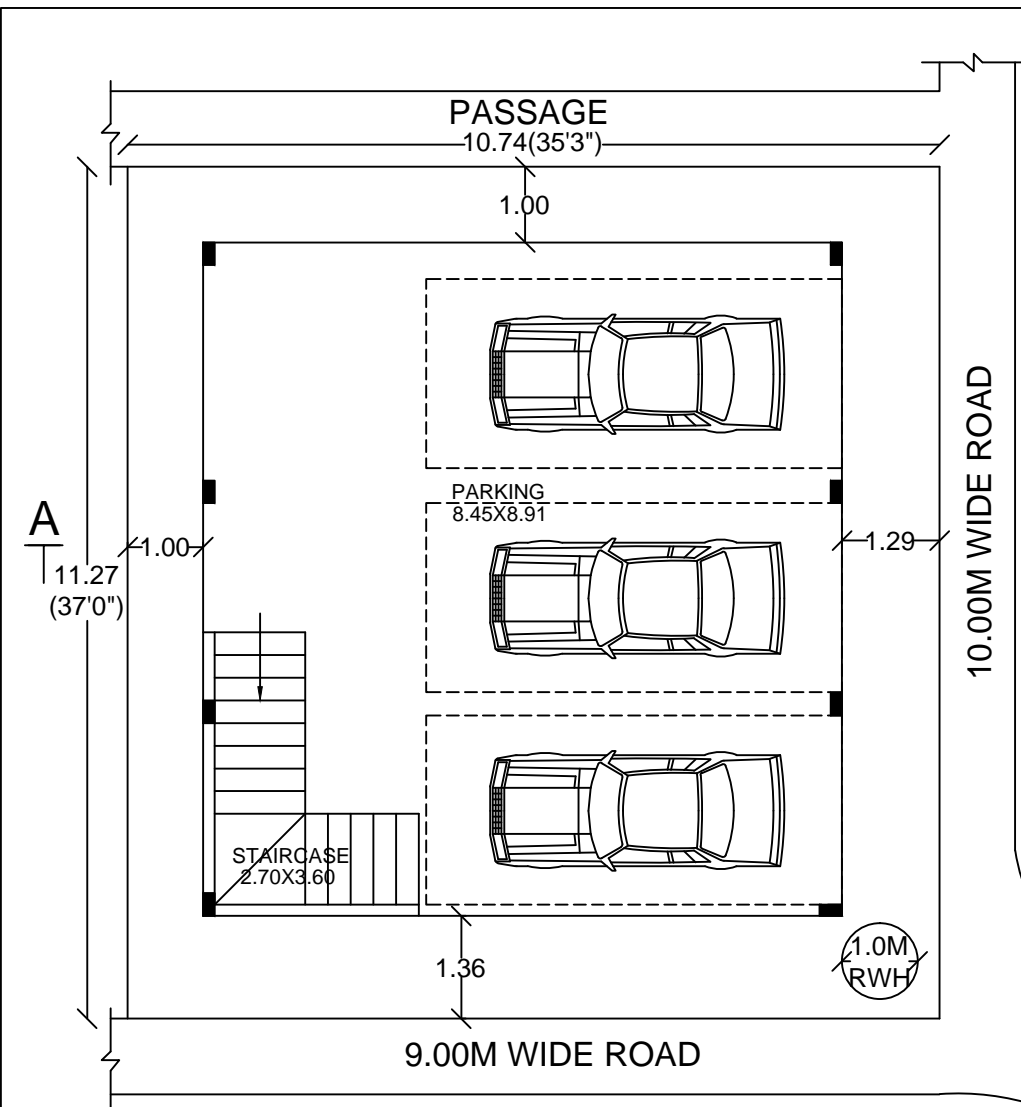 PASSAGE
10.74(35'3")
1.00
PARKING
8.45X8.91
A
1.00
1.29
11.27
(37'0")
10.00M WIDE ROAD
STAIRCASE
2.70X3.60
1.36
1.0M
RWH
9.00M WIDE ROAD